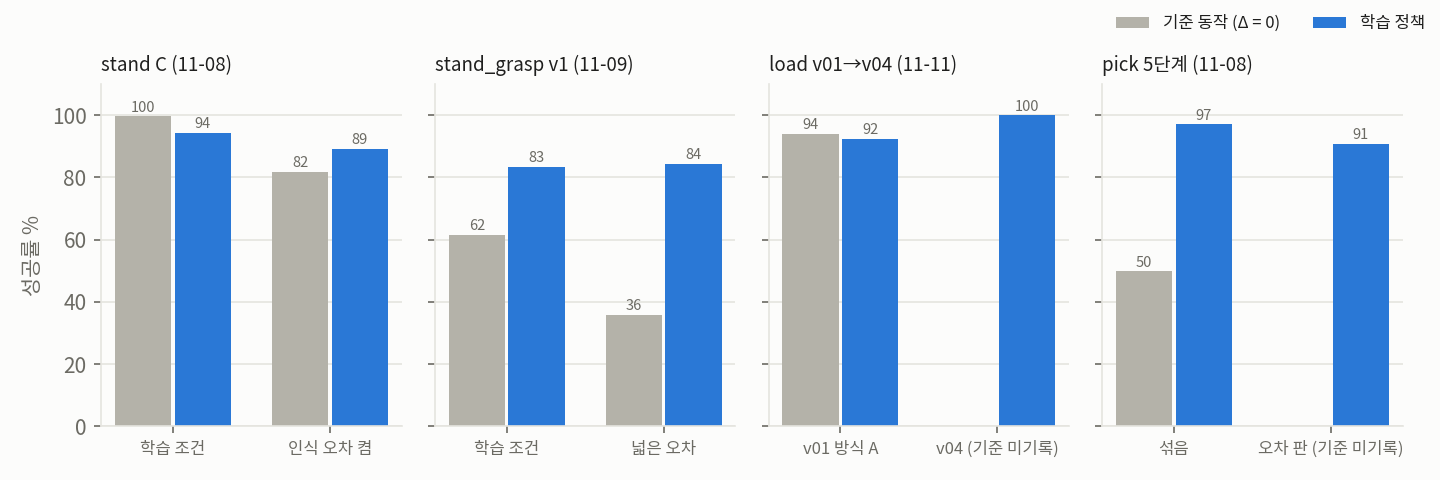 기준 동작 (Δ = 0) 학습 정책
stand C (11-08)
stand_grasp v1 (11-09)
load v01→v04 (11-11)
pick 5단계 (11-08)
성공률 %
100
80
60
40
20
0
100 94 82 89
62 83 36 84
94 92 100
50 97 91
학습 조건 인식 오차 켬
학습 조건 넓은 오차
v01 방식 A v04 (기준 미기록)
섞음 오차 판 (기준 미기록)